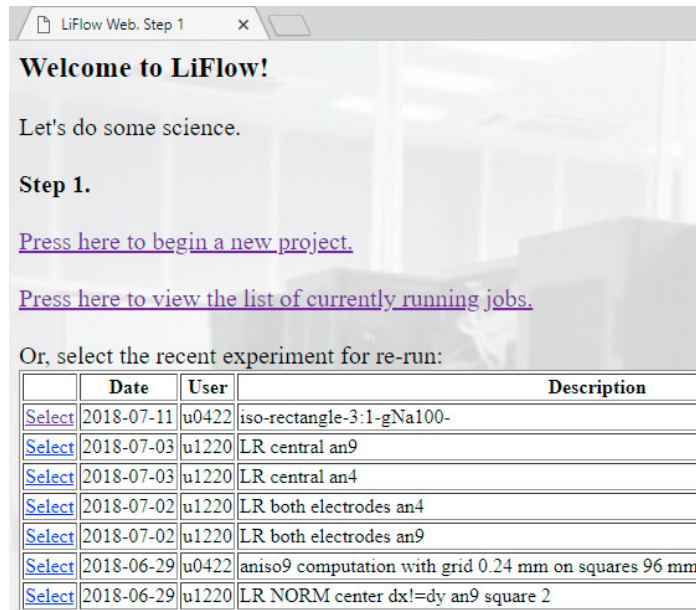 LiFlow Web. Step 1
Welcome to LiFlow!
Let's do some science.
Step 1.
Press here to begin a new project.
Press here to view the list of currently running jobs.
Or, select the recent experiment for re-run:
Date User Description
Select 2018-07-11 u0422 iso-rectangle-3:1-gNa100-
Select 2018-07-03 u1220 LR central an9
Select 2018-07-03 u1220 LR central an4
Select 2018-07-02 u1220 LR both electrodes an4
Select 2018-07-02 u1220 LR both electrodes an9
Select 2018-06-29 u0422 aniso9 computation with grid 0.24 mm on squares 96 mm
Select 2018-06-29 u1220 LR NORM center dx!=dy an9 square 2